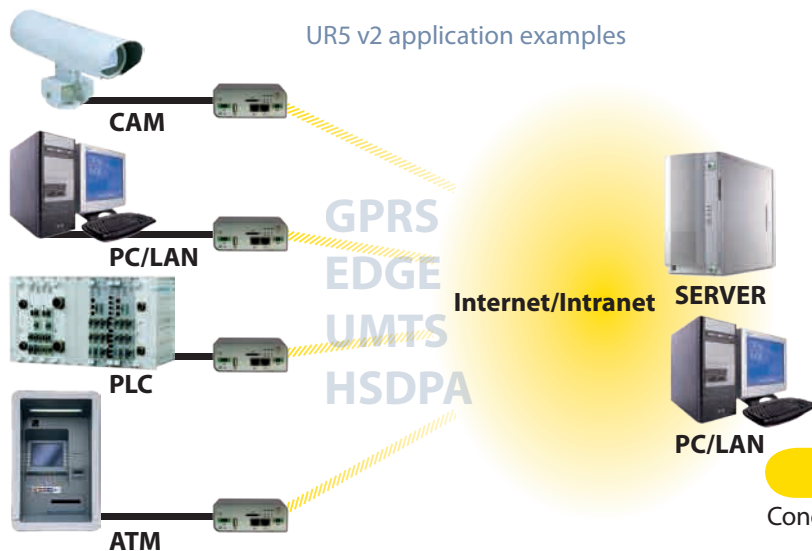 UR5 v2 application examples
CAM
PC/LAN
PLC
ATM
GPRS
EDGE
UMTS
HSDPA
Internet/Intranet
SERVER
PC/LAN